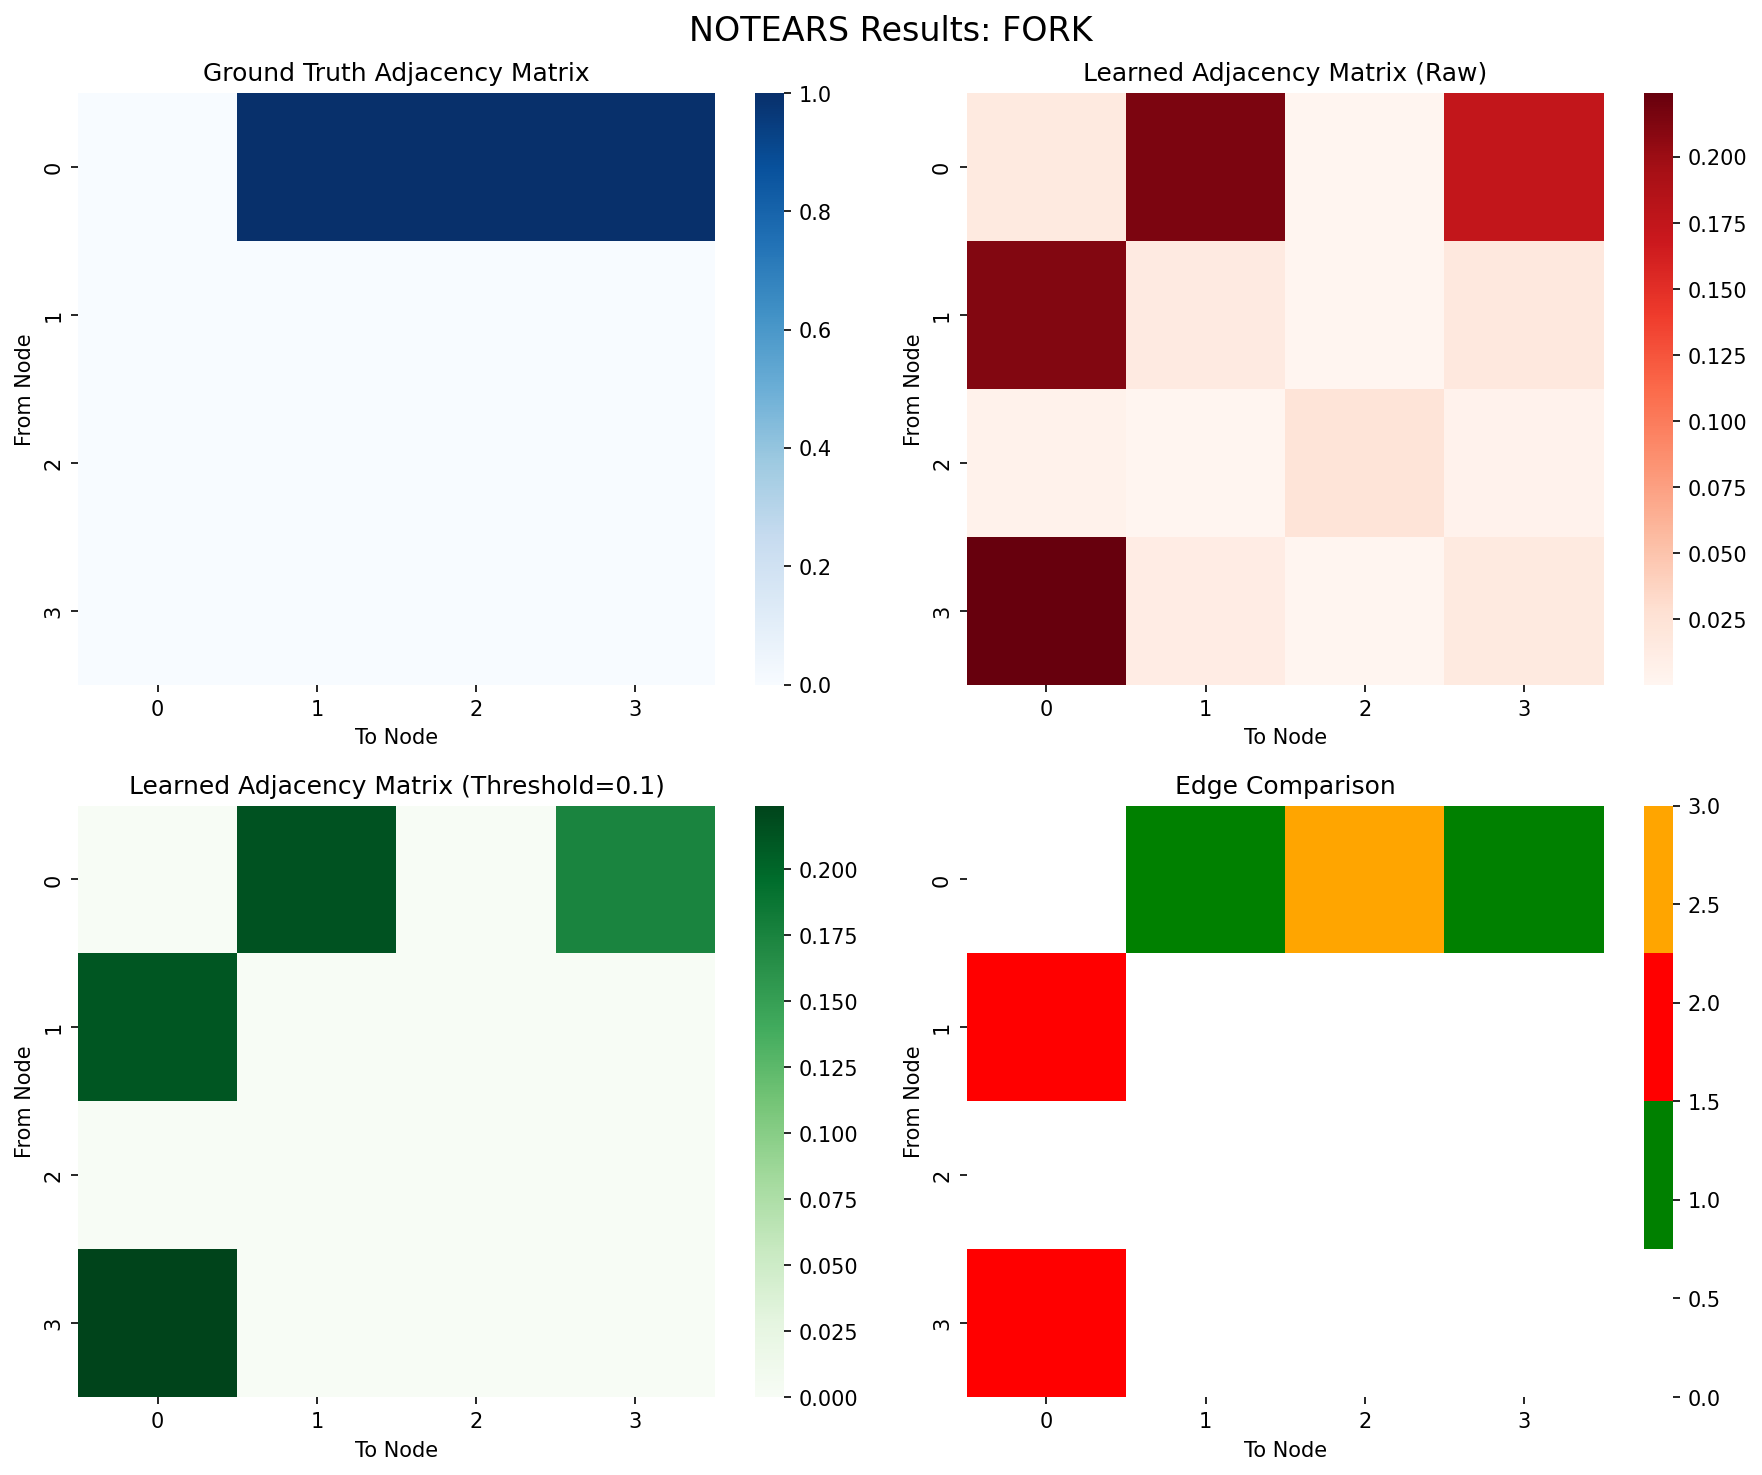 NOTEARS Results: FORK
Ground Truth Adjacency Matrix
From Node
0
1
2
3
0 1 2 3
To Node
1.0
0.8
0.6
0.4
0.2
0.0
Learned Adjacency Matrix (Raw)
From Node
0
1
2
3
0 1 2 3
To Node
0.200
0.175
0.150
0.125
0.100
0.075
0.050
0.025
Learned Adjacency Matrix (Threshold=0.1)
From Node
0
1
2
3
0 1 2 3
To Node
0.200
0.175
0.150
0.125
0.100
0.075
0.050
0.025
0.000
Edge Comparison
From Node
0
1
2
3
0 1 2 3
To Node
3.0
2.5
2.0
1.5
1.0
0.5
0.0